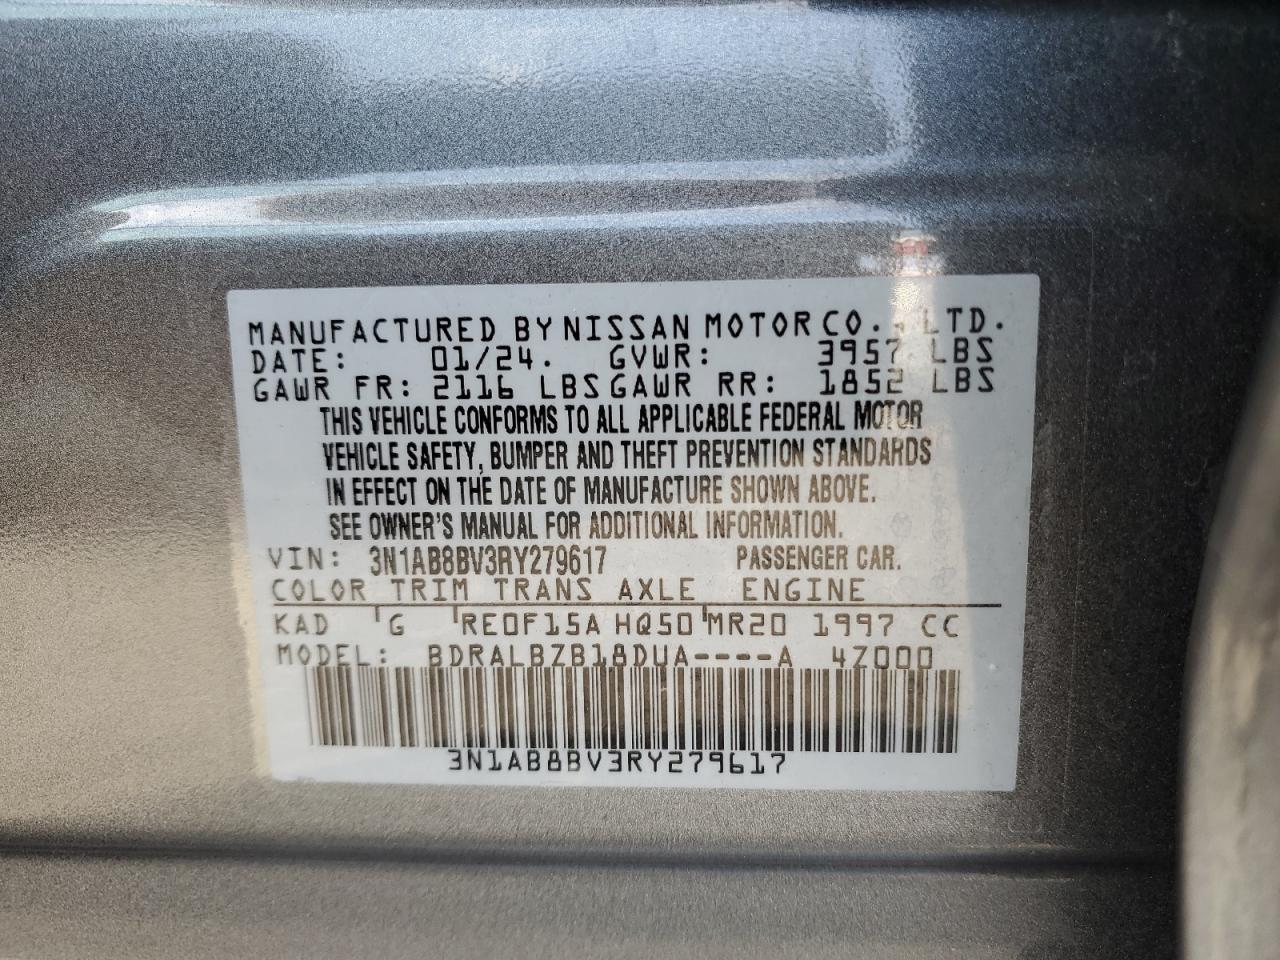 MANUFACTURED BY NISSAN MOTOR CO., LTD.
DATE: 01/24. GVWR: 3957 LBS
GAWR FR: 2116 LBS GAWR RR: 1852 LBS
THIS VEHICLE CONFORMS TO ALL APPLICABLE FEDERAL MOTOR
VEHICLE SAFETY, BUMPER AND THEFT PREVENTION STANDARDS
IN EFFECT ON THE DATE OF MANUFACTURE SHOWN ABOVE.
SEE OWNER'S MANUAL FOR ADDITIONAL INFORMATION.
VIN: 3N1AB8BV3RY279617 PASSENGER CAR.
COLOR TRIM TRANS AXLE ENGINE
KAD G RE0F15A HQ50 MR20 1997 CC
MODEL: BDRALBZB18DUA----A 4Z000
3N1AB8BV3RY279617